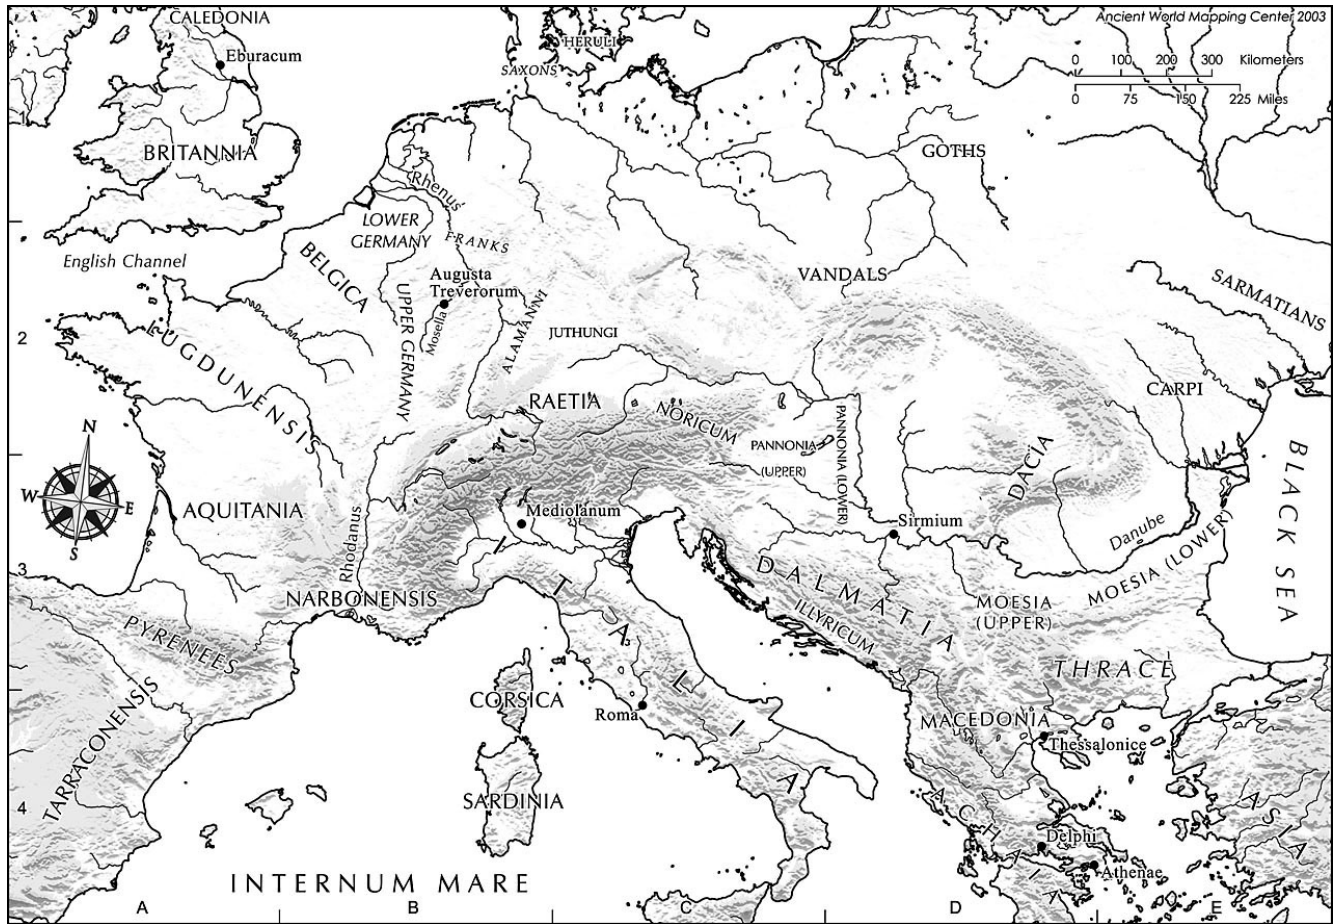 Ancient World Mapping Center 2003
CALEDONIA
Eburacum
HERULI
SAXONS
0 100 200 300 Kilometers
0 75 150 225 Miles
1
BRITANNIA
GOTHS
Rhenus
LOWER
GERMANY
FRANKS
English Channel
BELGICA
VANDALS
SARMATIANS
Augusta
Treverorum
UPPER GERMANY
Mosella
ALAMANNI
JUTHUNGI
2
LUGDUNENSIS
CARPI
RAETIA
NORICUM
PANNONIA
(UPPER)
PANNONIA (LOWER)
DACIA
BLACK SEA
N
W
E
S
AQUITANIA
Mediolanum
Sirmium
Danube
Rhodanus
3
NARBONENSIS
ITALIA
DALMATIA
ILLYRICUM
MOESIA
(UPPER)
MOESIA (LOWER)
PYRENEES
THRACE
TARRACONENSIS
CORSICA
Roma
MACEDONIA
Thessalonice
4
SARDINIA
ACHAIA
ASIA
Delphi
Athenae
INTERNUM MARE
A
B
C
D
E